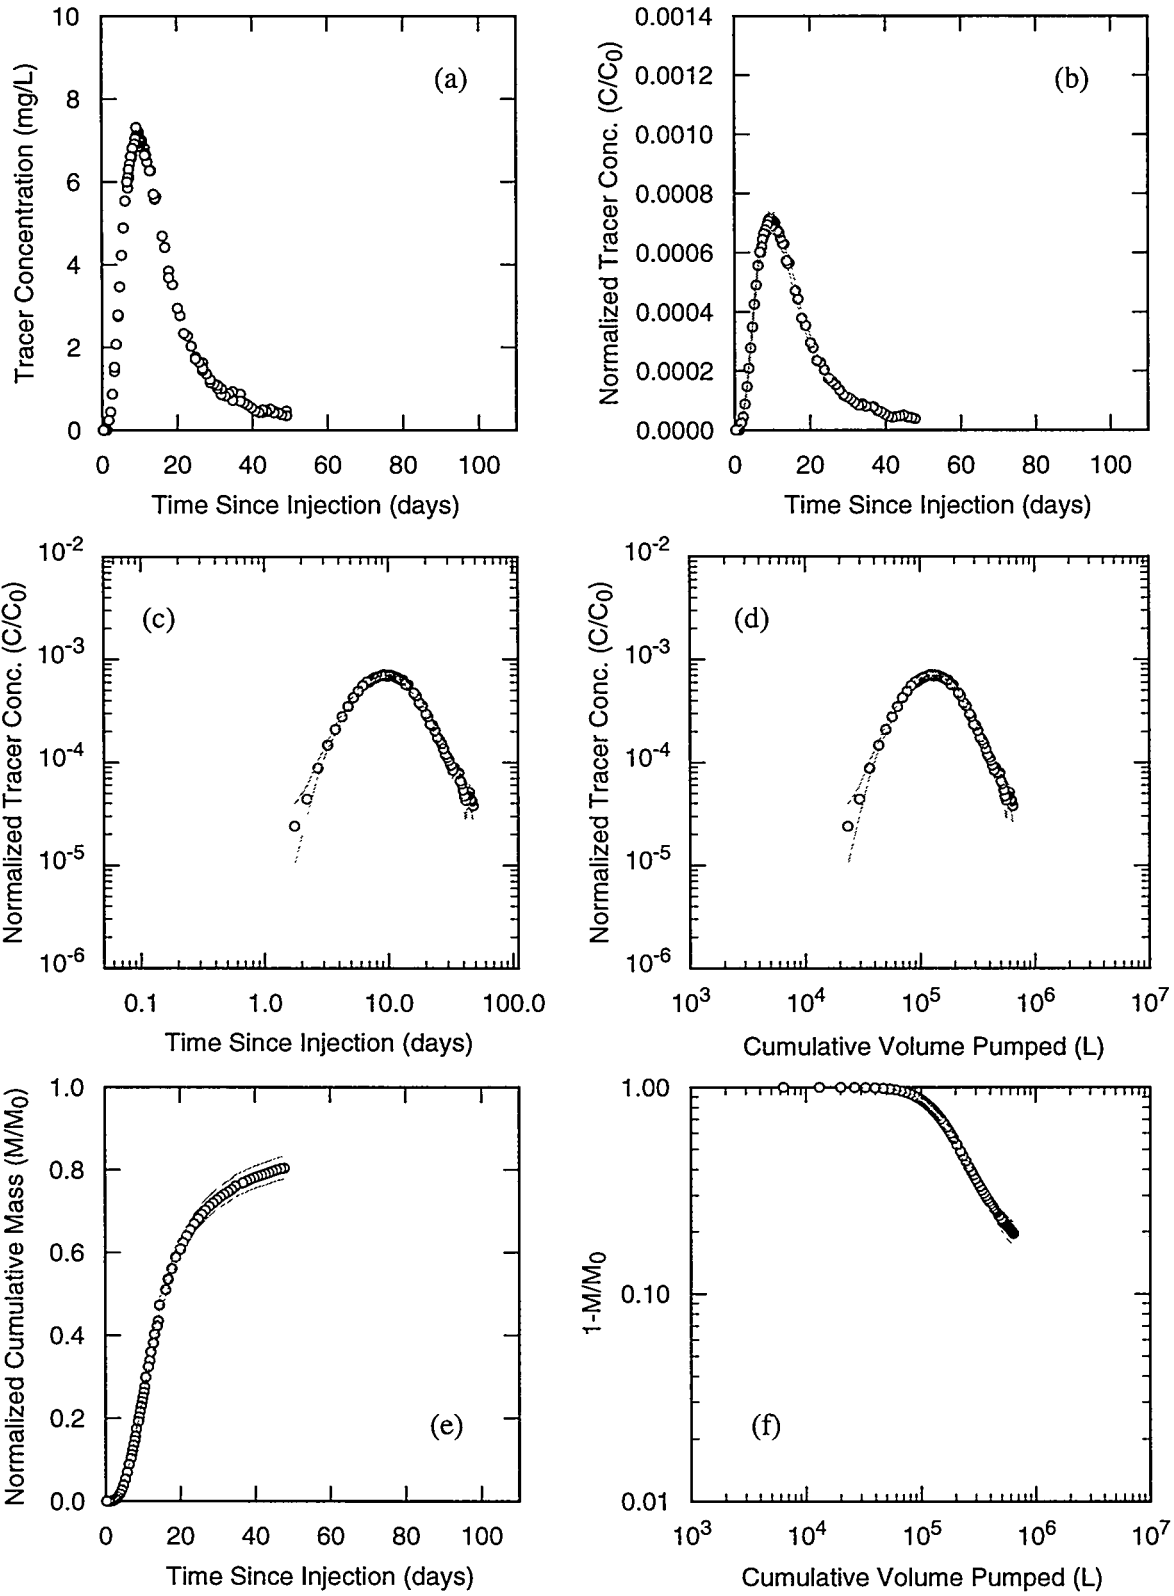 10
8
6
4
2
0
Tracer Concentration (mg/L)
(a)
0 20 40 60 80 100
Time Since Injection (days)
0.0014
0.0012
0.0010
0.0008
0.0006
0.0004
0.0002
0.0000
Normalized Tracer Conc. (C/C0)
(b)
0 20 40 60 80 100
Time Since Injection (days)
10-2
10-3
10-4
10-5
10-6
Normalized Tracer Conc. (C/C0)
(c)
0.1 1.0 10.0 100.0
Time Since Injection (days)
10-2
10-3
10-4
10-5
10-6
Normalized Tracer Conc. (C/C0)
(d)
103 104 105 106 107
Cumulative Volume Pumped (L)
1.0
0.8
0.6
0.4
0.2
0.0
Normalized Cumulative Mass (M/M0)
(e)
0 20 40 60 80 100
Time Since Injection (days)
1.00
0.10
0.01
1-M/M0
(f)
103 104 105 106 107
Cumulative Volume Pumped (L)